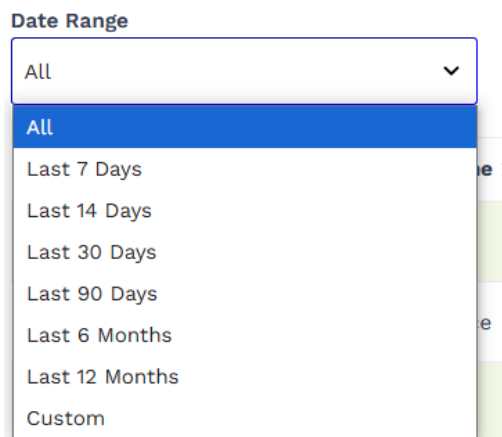 Date Range
All
All
Last 7 Days
Last 14 Days
Last 30 Days
Last 90 Days
Last 6 Months
Last 12 Months
Custom